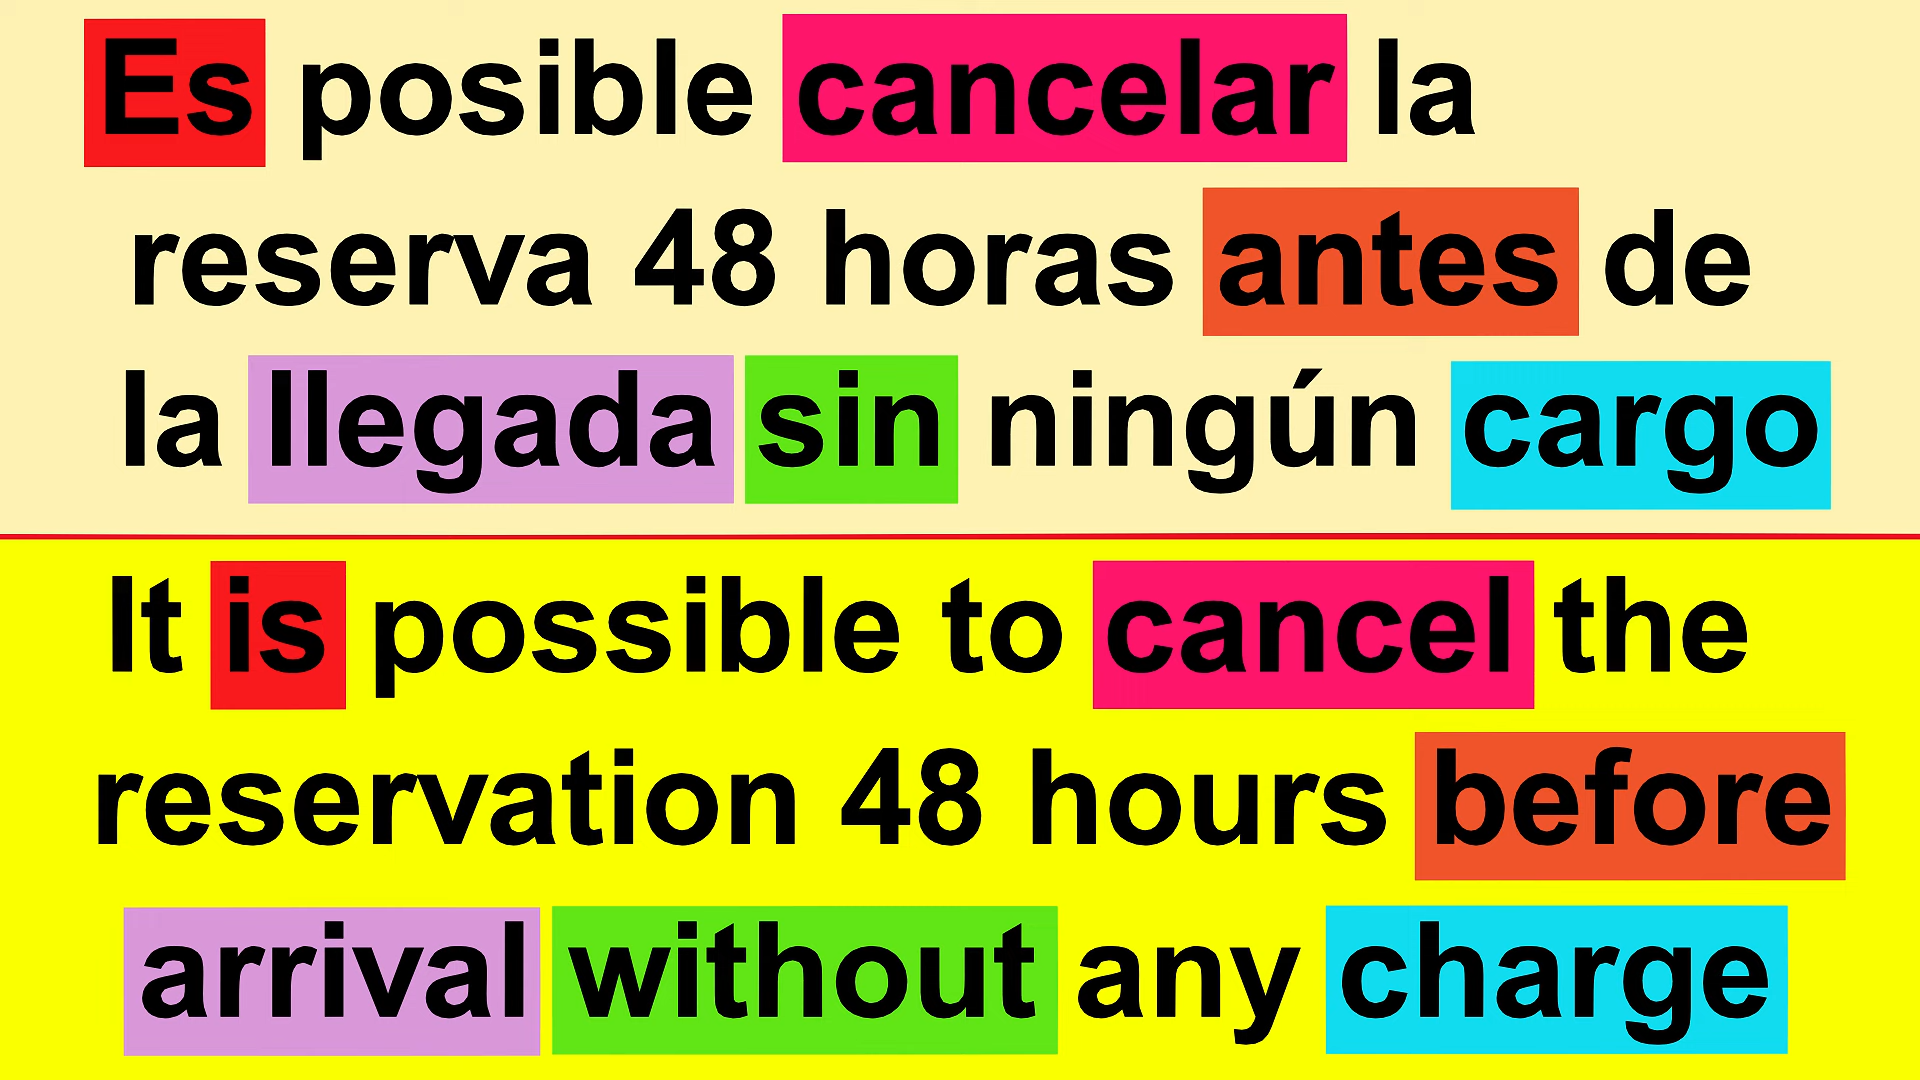 Es posible cancelar la
reserva 48 horas antes de
la llegada sin ningún cargo
It is possible to cancel the
reservation 48 hours before
arrival without any charge